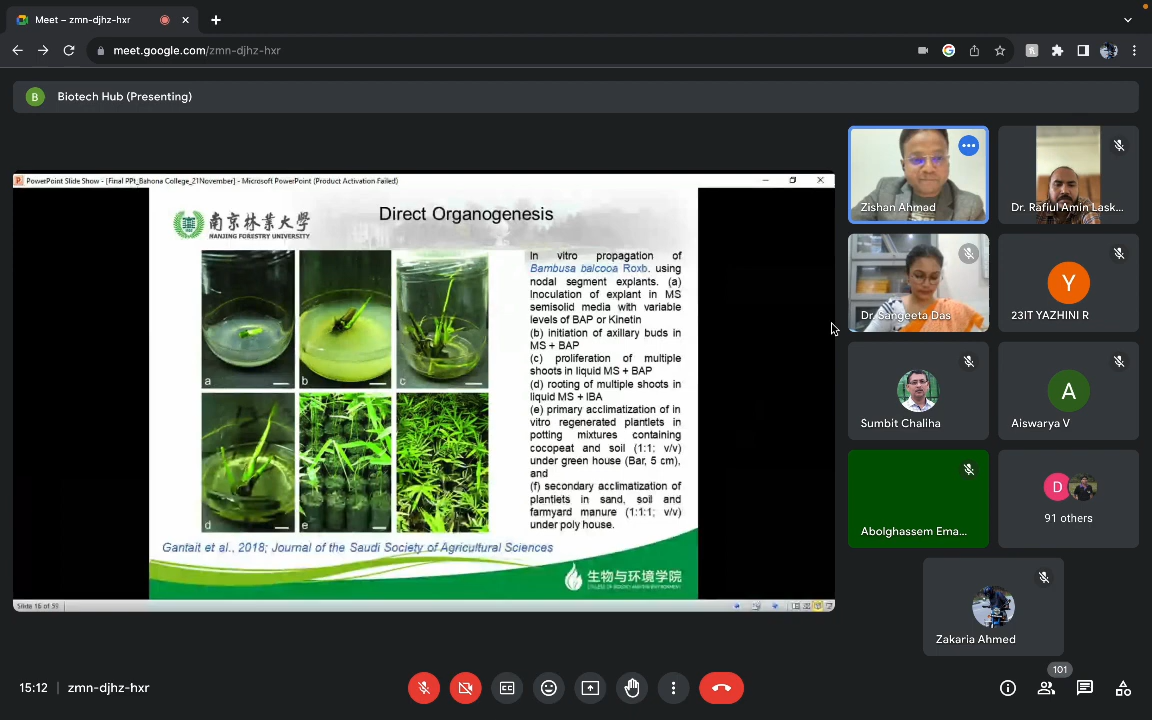 Meet – zmn-djhz-hxr
meet.google.com/zmn-djhz-hxr
B
Biotech Hub (Presenting)
PowerPoint Slide Show - [Final PPt_Bahona College_21November] - Microsoft PowerPoint (Product Activation Failed)
南京林業大學
NANJING FORESTRY UNIVERSITY
Direct Organogenesis
a
b
c
d
e
In vitro propagation of
Bambusa balcooa Roxb. using
nodal segment explants. (a)
Inoculation of explant in MS
semisolid media with variable
levels of BAP or Kinetin
(b) initiation of axillary buds in
MS + BAP
(c) proliferation of multiple
shoots in liquid MS + BAP
(d) rooting of multiple shoots in
liquid MS + IBA
(e) primary acclimatization of in
vitro regenerated plantlets in
potting mixtures containing
cocopeat and soil (1:1; v/v)
under green house (Bar, 5 cm),
and
(f) secondary acclimatization of
plantlets in sand, soil and
farmyard manure (1:1:1; v/v)
under poly house.
Gantait et al., 2018; Journal of the Saudi Society of Agricultural Sciences
生物与环境学院
Slide 16 of 99
Zishan Ahmad
Dr. Rafiul Amin Lask...
Dr. Sangeeta Das
Y
23IT YAZHINI R
Sumbit Chaliha
A
Aiswarya V
Abolghassem Ema...
D
91 others
Zakaria Ahmed
15:12
zmn-djhz-hxr
101